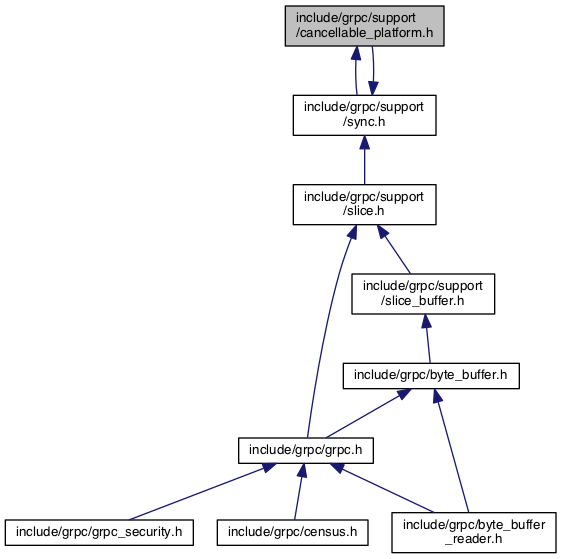 include/grpc/support
/cancellable_platform.h
include/grpc/support
/sync.h
include/grpc/support
/slice.h
include/grpc/support
/slice_buffer.h
include/grpc/byte_buffer.h
include/grpc/grpc.h
include/grpc/grpc_security.h
include/grpc/census.h
include/grpc/byte_buffer
_reader.h